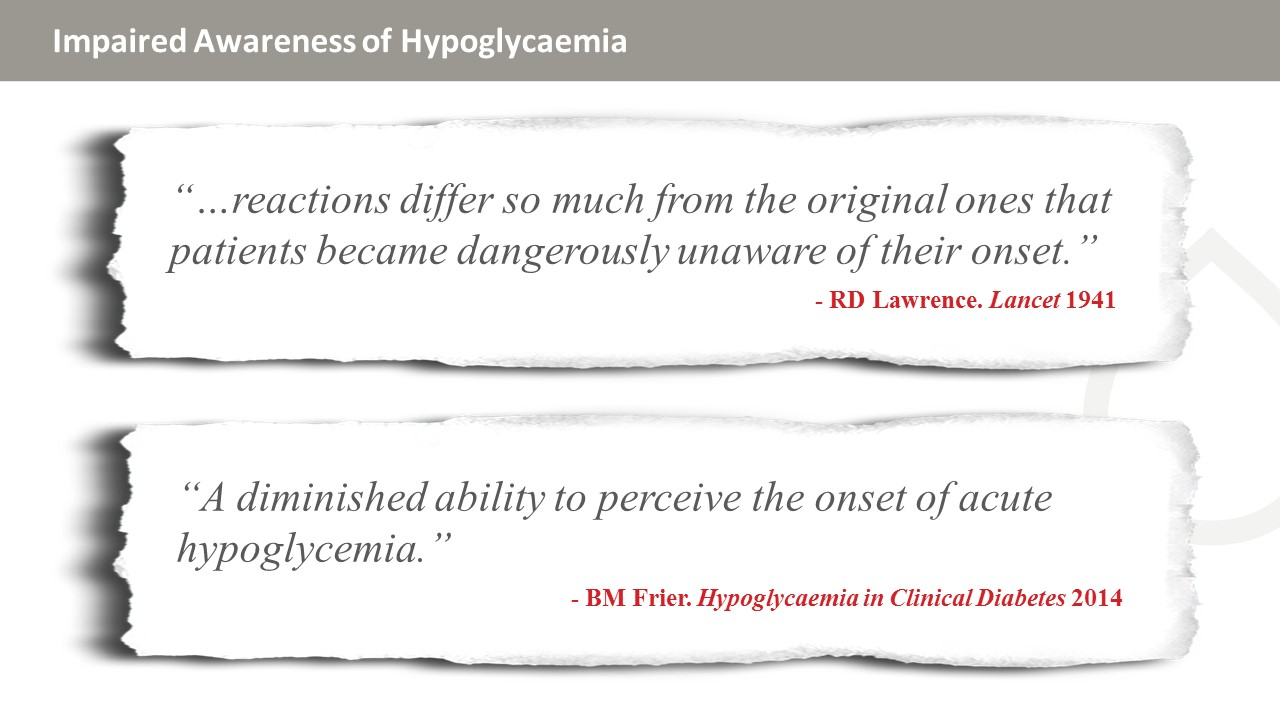 Impaired Awareness of Hypoglycaemia
“…reactions differ so much from the original ones that
patients became dangerously unaware of their onset.”
- RD Lawrence. Lancet 1941
“A diminished ability to perceive the onset of acute
hypoglycemia.”
- BM Frier. Hypoglycaemia in Clinical Diabetes 2014